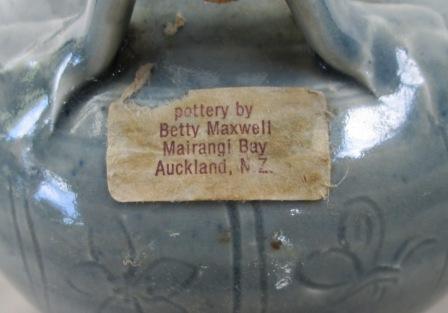 pottery by
Betty Maxwell
Mairangi Bay
Auckland, N.Z.